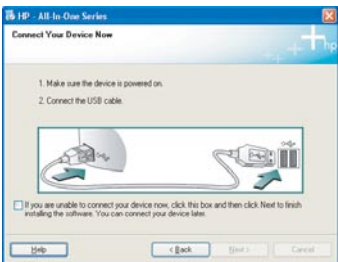 HP - All-In-One Series
Connect Your Device Now
hp
1. Make sure the device is powered on.
2. Connect the USB cable.
If you are unable to connect your device now, click this box and then click Next to finish
installing the software. You can connect your device later.
Help
< Back
Next >
Cancel